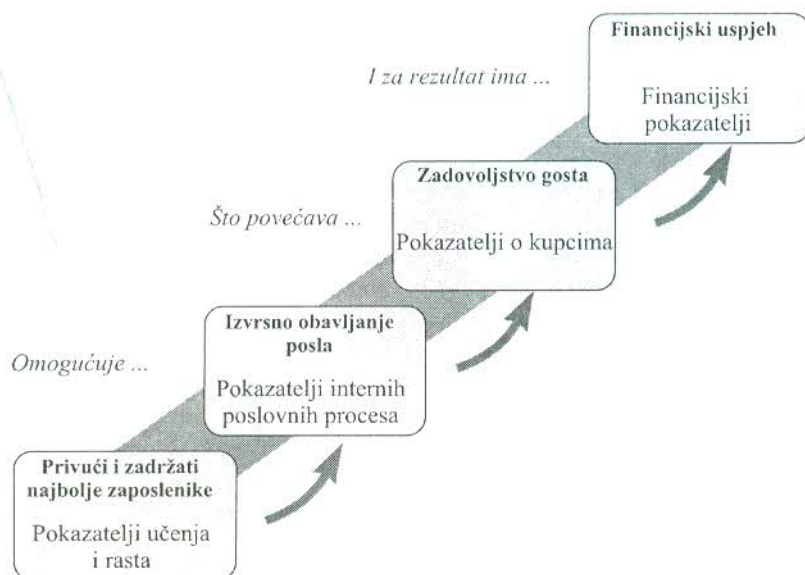 Financijski uspjeh
Financijski
pokazatelji
I za rezultat ima ...
Zadovoljstvo gosta
Pokazatelji o kupcima
Što povećava ...
Izvrsno obavljanje
posla
Pokazatelji internih
poslovnih procesa
Omogućuje ...
Privući i zadržati
najbolje zaposlenike
Pokazatelji učenja
i rasta